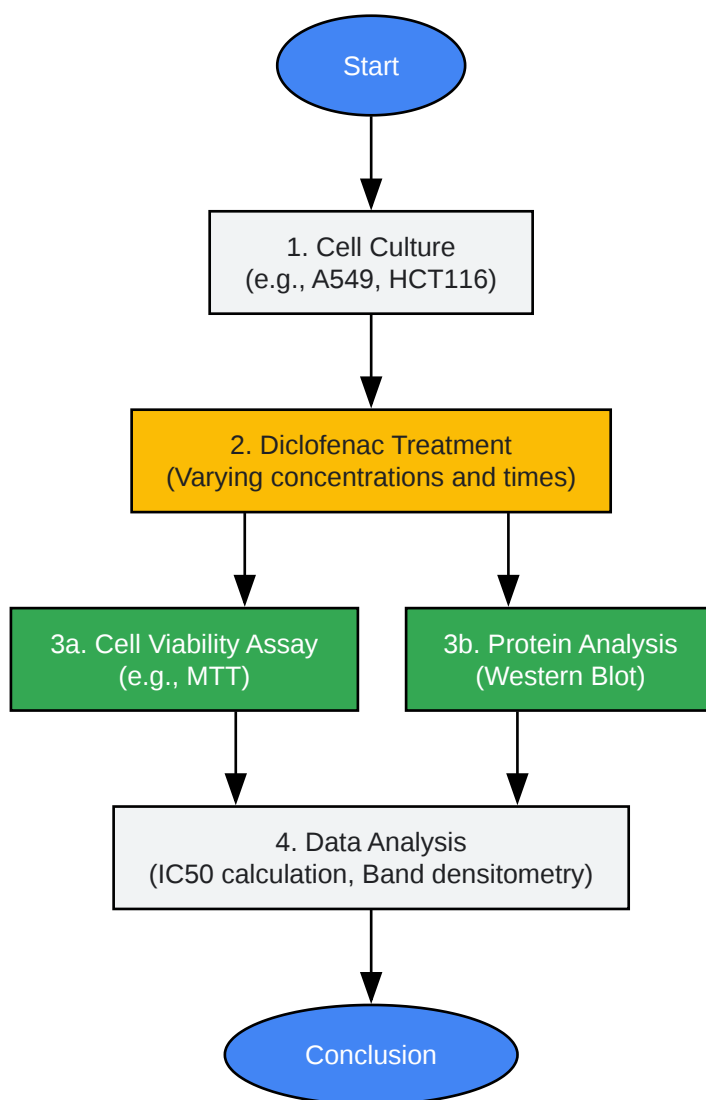 Start
1. Cell Culture
(e.g., A549, HCT116)
2. Diclofenac Treatment
(Varying concentrations and times)
3a. Cell Viability Assay
(e.g., MTT)
3b. Protein Analysis
(Western Blot)
4. Data Analysis
(IC50 calculation, Band densitometry)
Conclusion